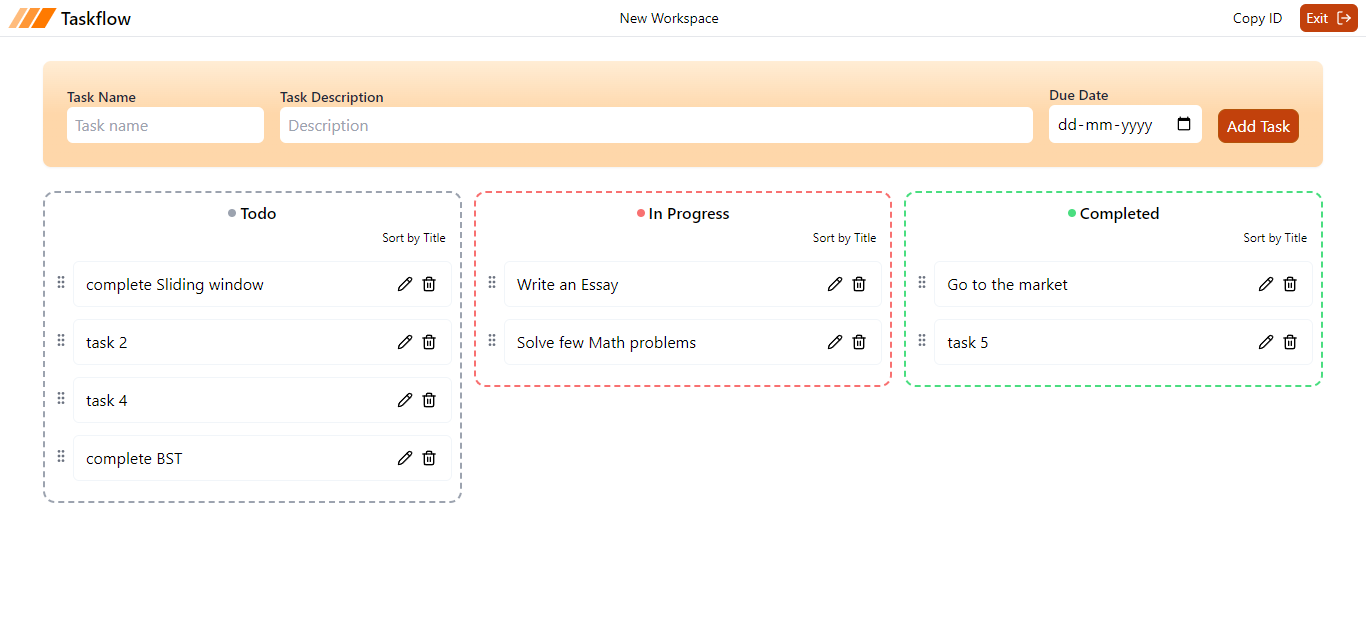 Taskflow
New Workspace
Copy ID
Exit
Task Name
Task Description
Due Date
Task name
Description
dd-mm-yyyy
Add Task
Todo
Sort by Title
complete Sliding window
task 2
task 4
complete BST
In Progress
Sort by Title
Write an Essay
Solve few Math problems
Completed
Sort by Title
Go to the market
task 5